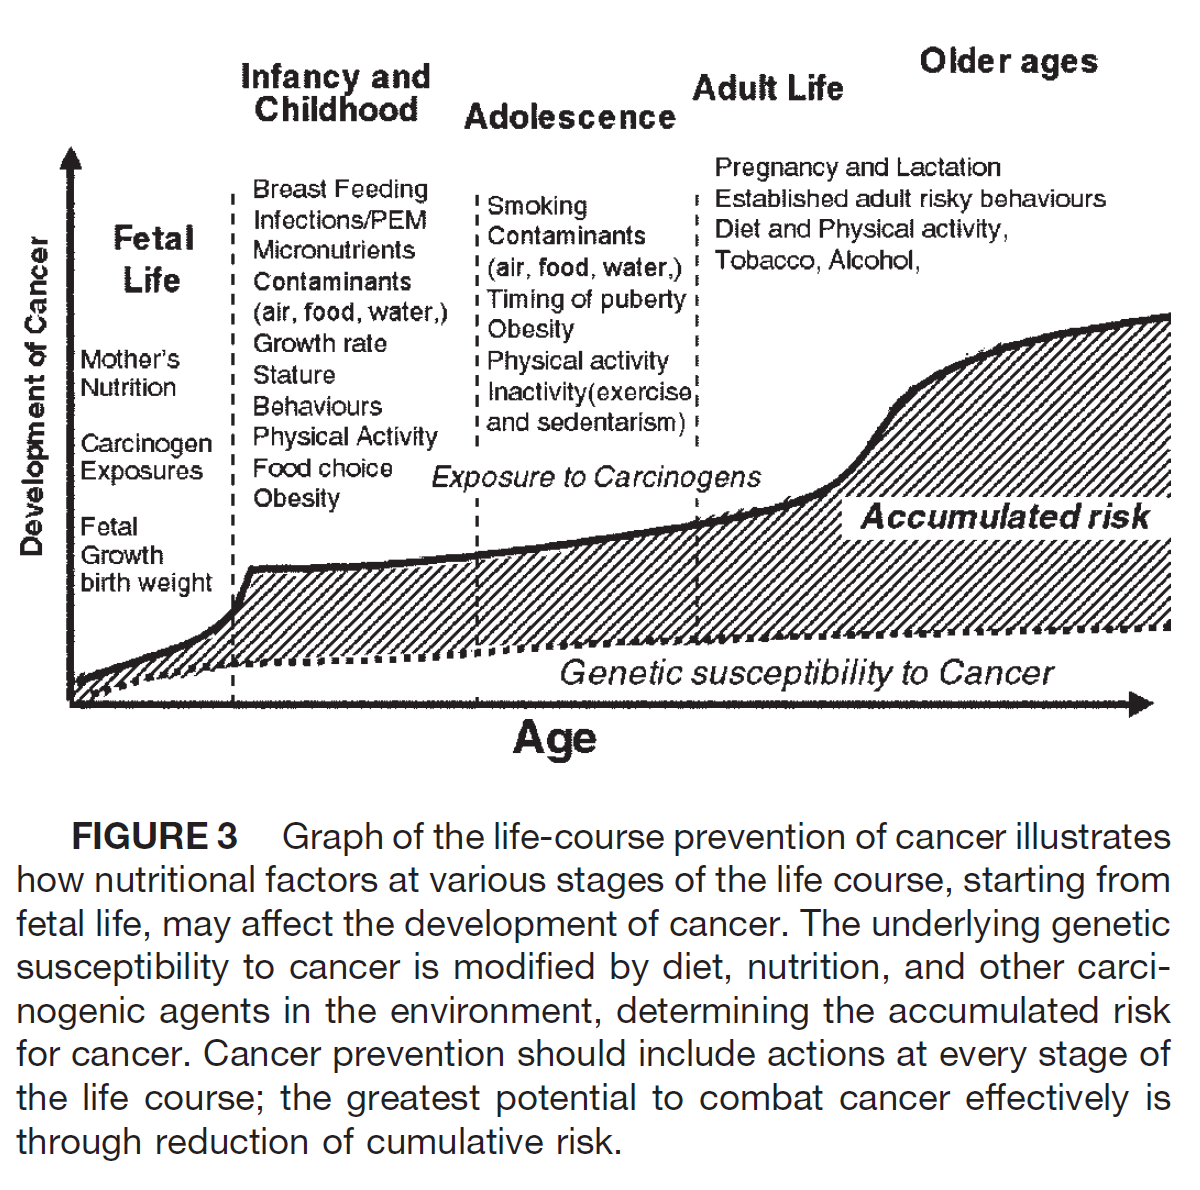 Older ages
Infancy and
Childhood
Adult Life
Adolescence
Fetal
Life
Development of Cancer
Mother's
Nutrition
Carcinogen
Exposures
Fetal
Growth
birth weight
Breast Feeding
Infections/PEM
Micronutrients
Contaminants
(air, food, water,)
Growth rate
Stature
Behaviours
Physical Activity
Food choice
Obesity
Smoking
Contaminants
(air, food, water,)
Timing of puberty
Obesity
Physical activity
Inactivity(exercise
and sedentarism)
Pregnancy and Lactation
Established adult risky behaviours
Diet and Physical activity,
Tobacco, Alcohol,
Exposure to Carcinogens
Accumulated risk
Genetic susceptibility to Cancer
Age
FIGURE 3 Graph of the life-course prevention of cancer illustrates
how nutritional factors at various stages of the life course, starting from
fetal life, may affect the development of cancer. The underlying genetic
susceptibility to cancer is modified by diet, nutrition, and other carci-
nogenic agents in the environment, determining the accumulated risk
for cancer. Cancer prevention should include actions at every stage of
the life course; the greatest potential to combat cancer effectively is
through reduction of cumulative risk.